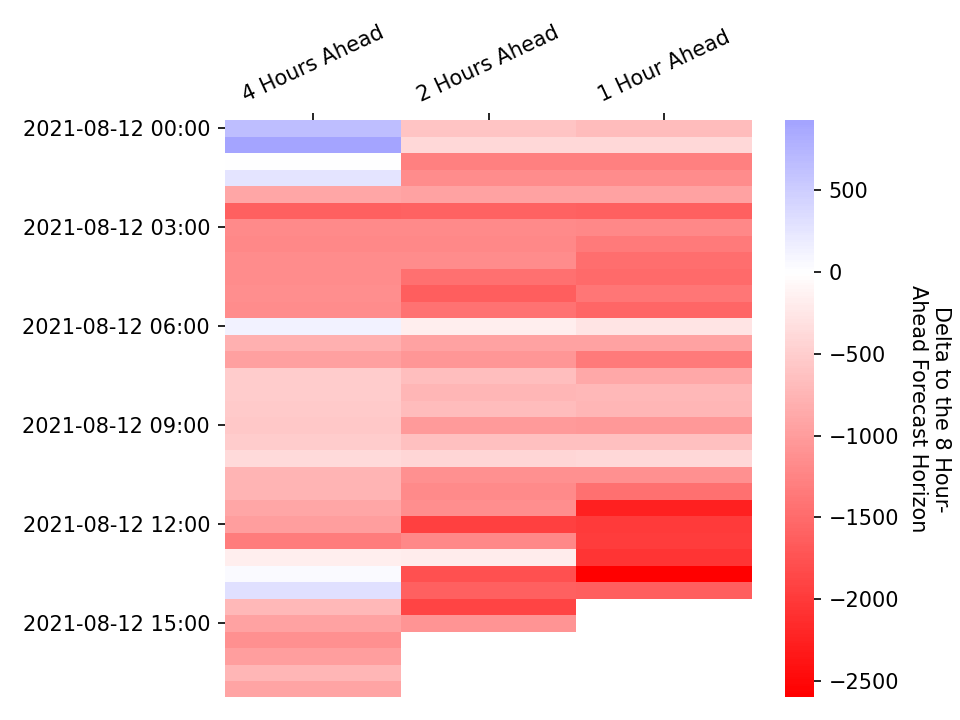 4 Hours Ahead
2 Hours Ahead
1 Hour Ahead
2021-08-12 00:00
2021-08-12 03:00
2021-08-12 06:00
2021-08-12 09:00
2021-08-12 12:00
2021-08-12 15:00
500
0
−500
−1000
−1500
−2000
−2500
Delta to the 8 Hour-
Ahead Forecast Horizon